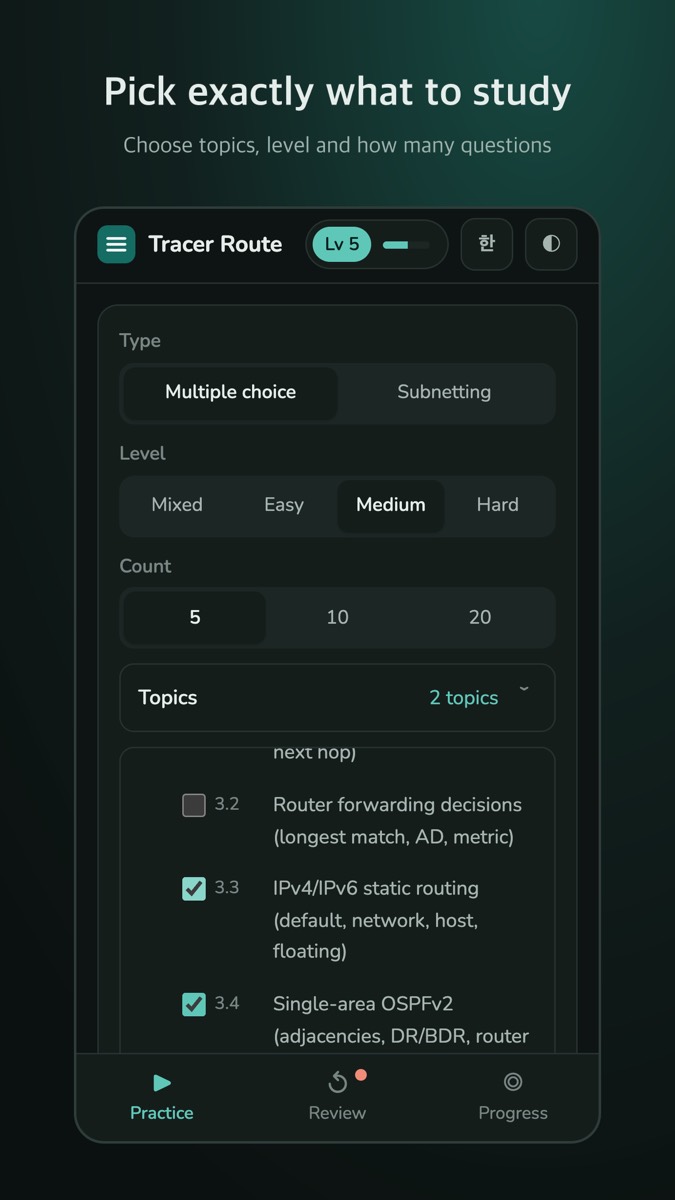 Pick exactly what to study
Choose topics, level and how many questions
Tracer Route
Lv 5
한
Type
Multiple choice
Subnetting
Level
Mixed
Easy
Medium
Hard
Count
5
10
20
Topics
2 topics
next hop)
3.2
Router forwarding decisions
(longest match, AD, metric)
3.3
IPv4/IPv6 static routing
(default, network, host,
floating)
3.4
Single-area OSPFv2
(adjacencies, DR/BDR, router
Practice
Review
Progress